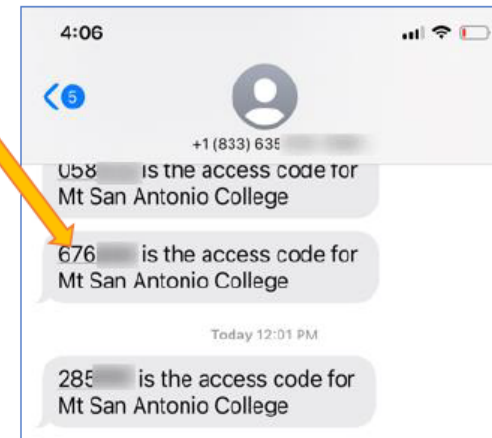 4:06
5
+1 (833) 635
058 is the access code for
Mt San Antonio College
676 is the access code for
Mt San Antonio College
Today 12:01 PM
285 is the access code for
Mt San Antonio College